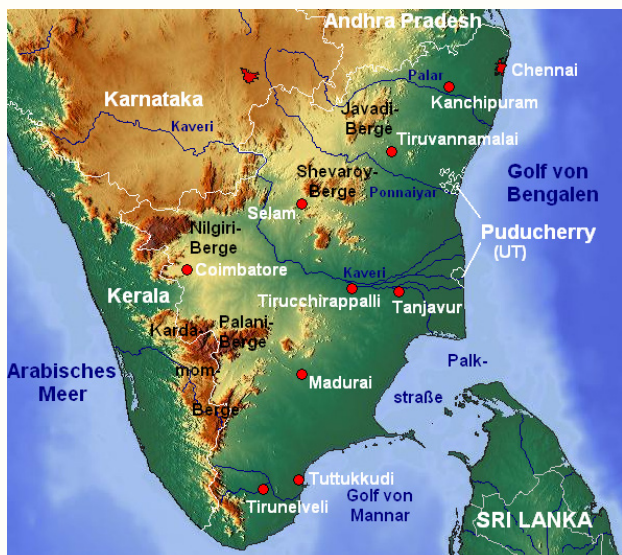 Andhra Pradesh
Chennai
Palar
Karnataka
Kanchipuram
Javadi-
Berge
Kaveri
Tiruvannamalai
Golf von
Bengalen
Shevaroy-
Berge
Ponnaiyar
Selam
Nilgiri-
Berge
Puducherry
(UT)
Coimbatore
Kaveri
Kerala
Tirucchirappalli
Tanjavur
Karda-
mom-
Berge
Palani-
Berge
Arabisches
Meer
Palk-
straße
Madurai
Tuttukkudi
Tirunelveli
Golf von
Mannar
SRI LANKA